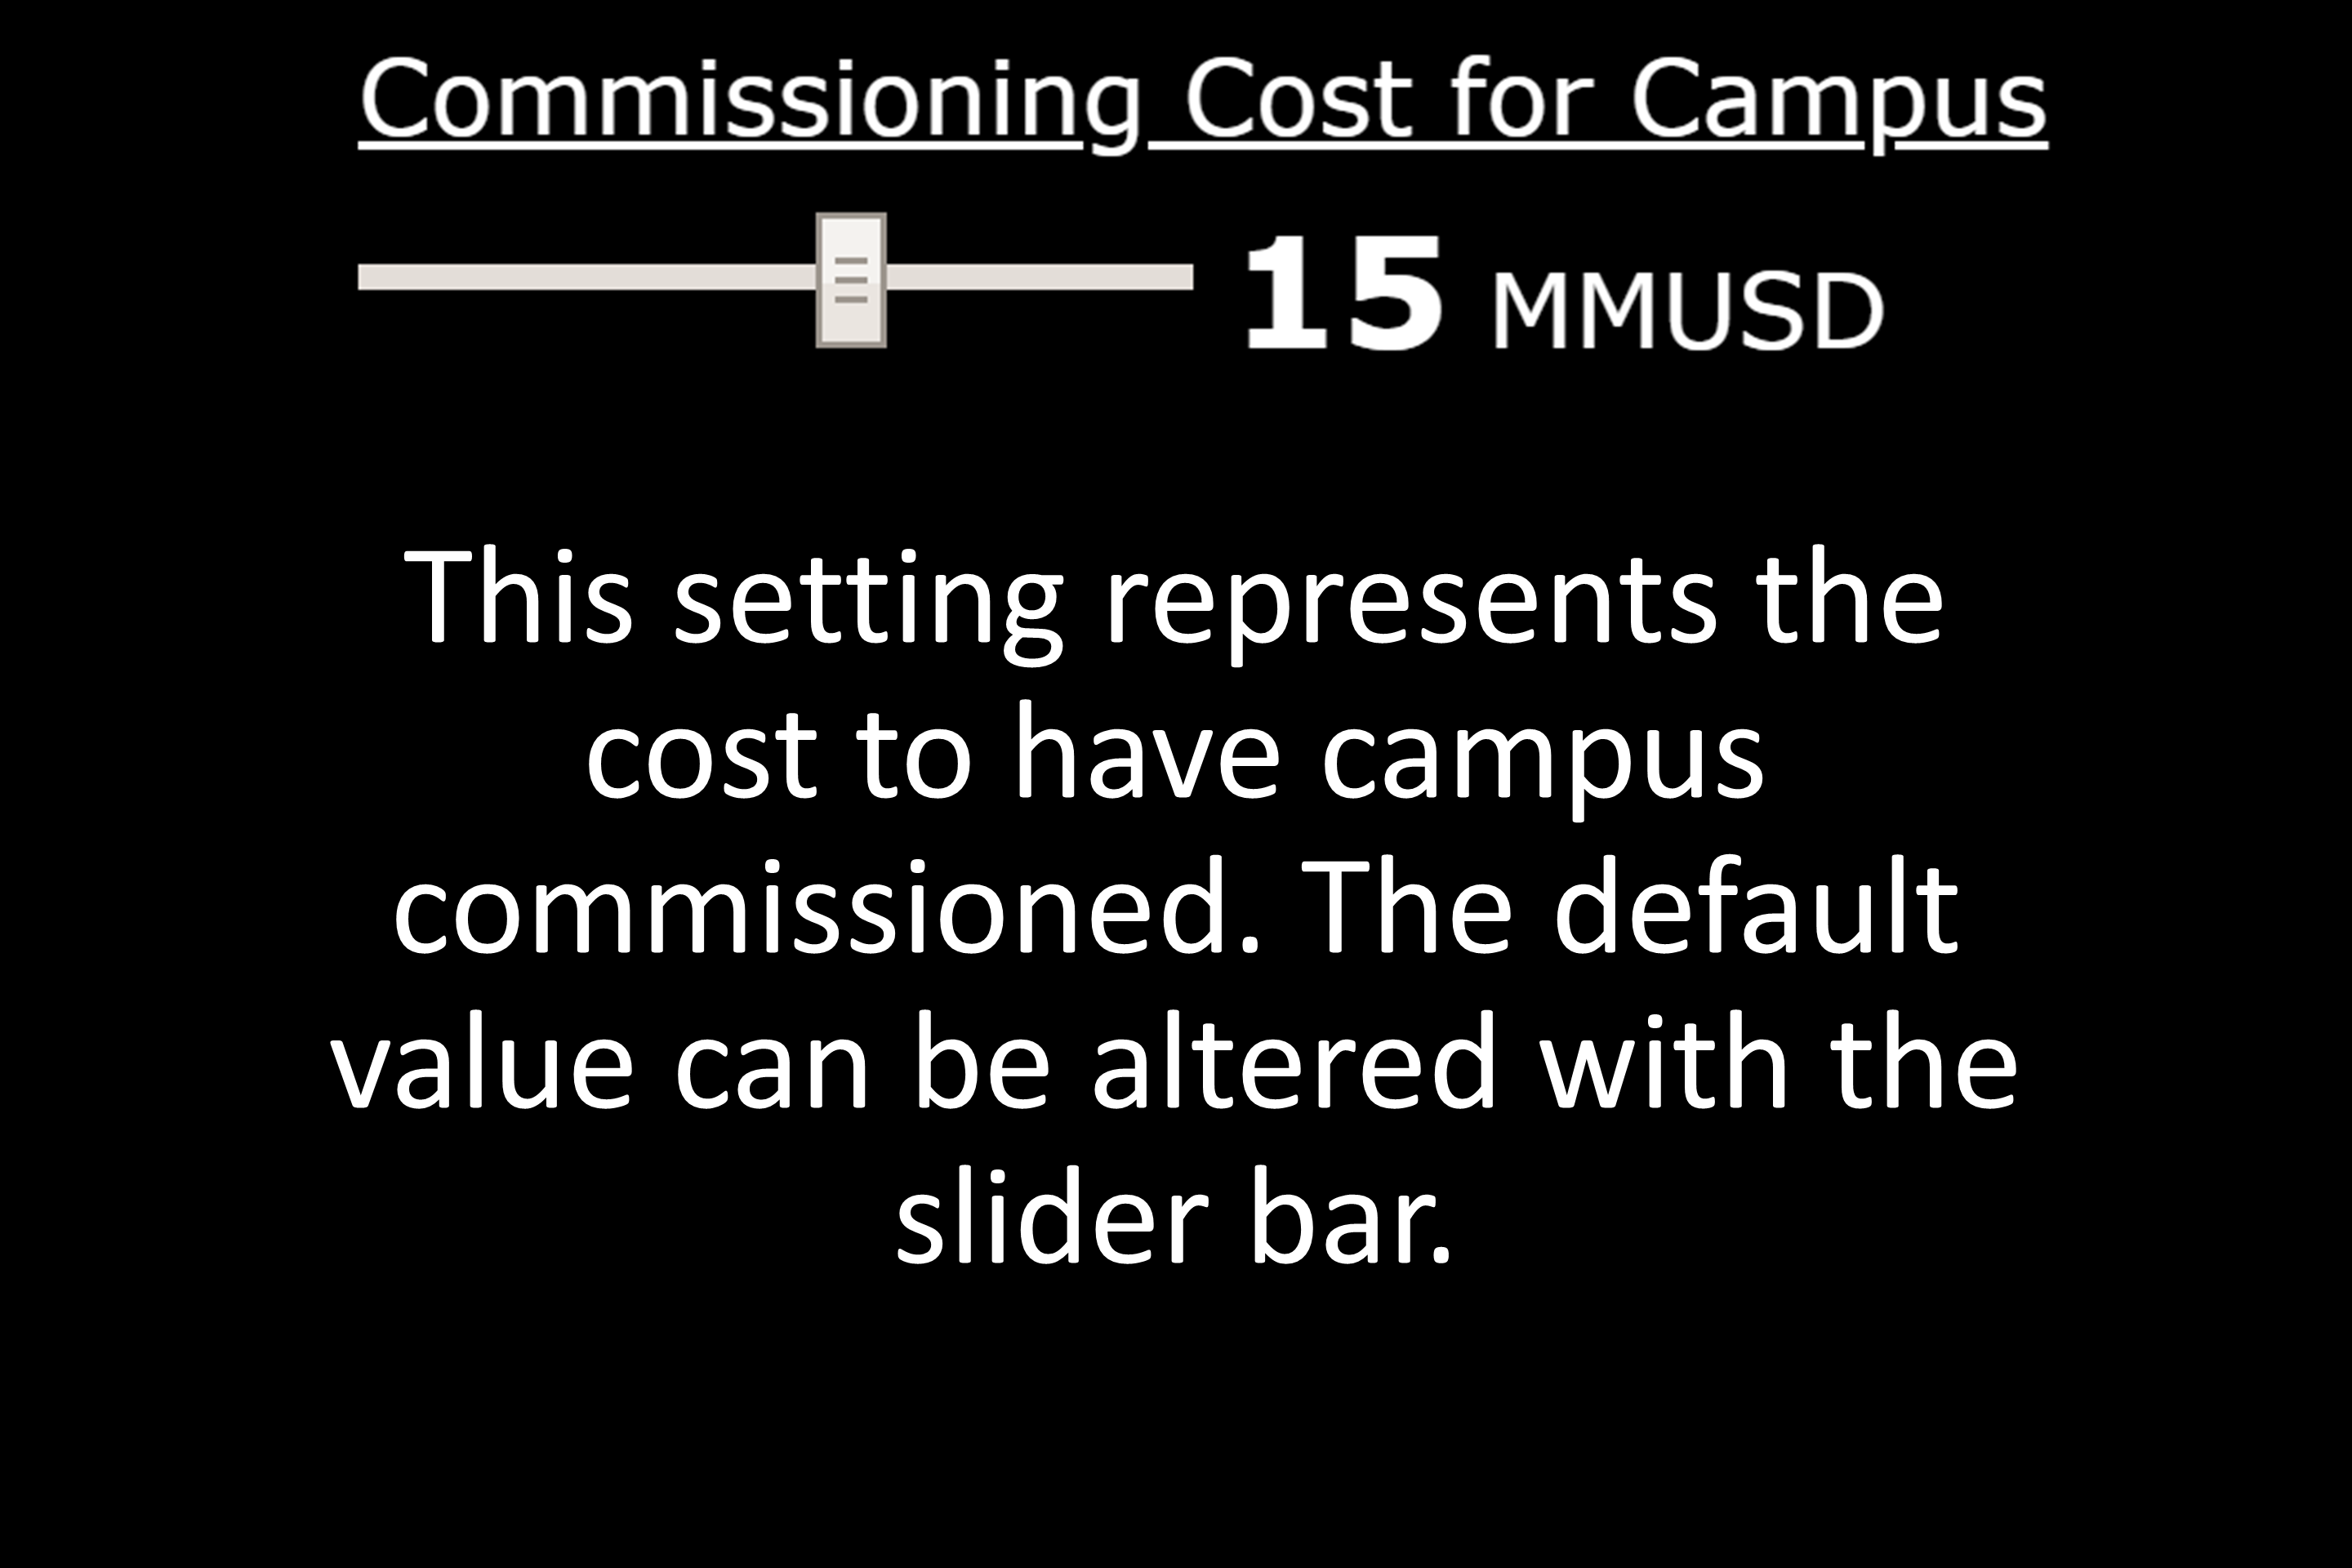 Commissioning Cost for Campus
15 MMUSD
This setting represents the
cost to have campus
commissioned. The default
value can be altered with the
slider bar.